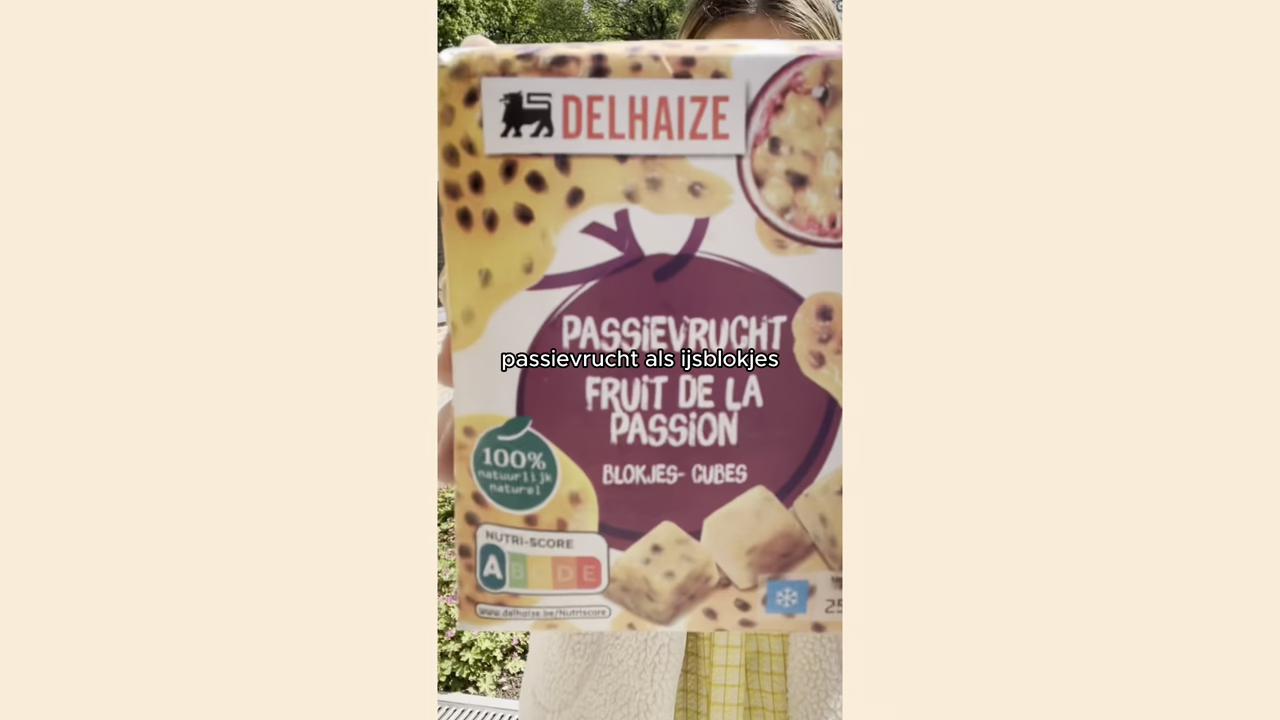 DELHAIZE
PASSIEVRUCHT
passievrucht als ijsblokjes
FRUIT DE LA
PASSION
BLOKJES- CUBES
100%
natuurlijk
naturel
NUTRI-SCORE
A B C D E
www.delhaize.be/Nutriscore